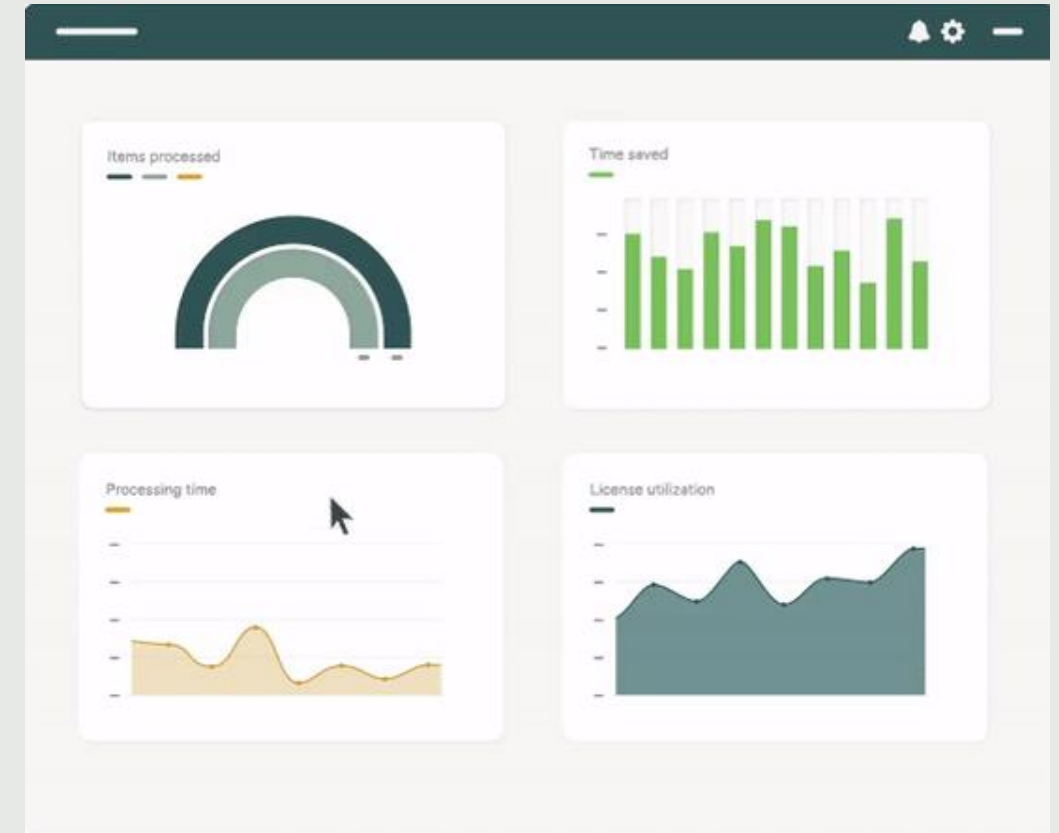 Items processed
Time saved
Processing time
License utilization